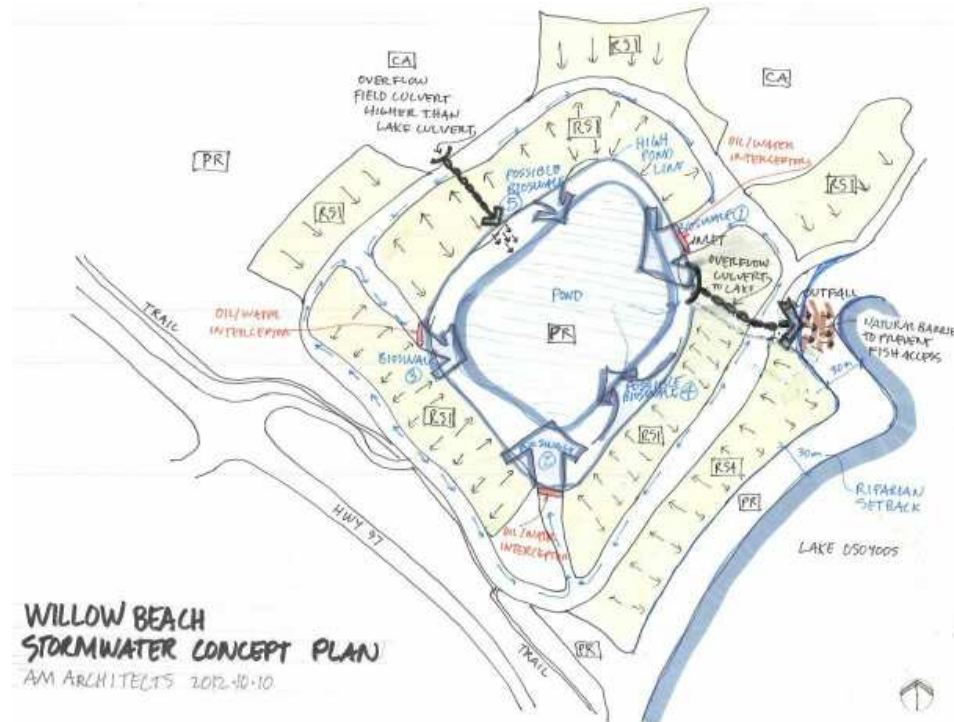 RS1
CA
CA
OVERFLOW
FIELD CULVERT
HIGHER THAN
LAKE CULVERT
RS1
HIGH
POND
LINE
OIL/WATER
INTERCEPTORS
PR
POSSIBLE
BIOSWALE
5
RS1
RS1
BIOSWALE 1
INLET
OVERFLOW
CULVERT
TO LAKE
POND
OUTFALL
TRAIL
OIL/WATER
INTERCEPTOR
PR
NATURAL BARRIER
TO PREVENT
FISH ACCESS
BIOSWALE
3
30m
POSSIBLE
BIOSWALE 4
RS1
RS1
BIOSWALE
2
30m
RS1
PR
RIPARIAN
SETBACK
HWY 97
OIL/WATER
INTERCEPTOR
LAKE OSOYOOS
WILLOW BEACH
STORMWATER CONCEPT PLAN
AM ARCHITECTS 2012.10.10
TRAIL
PR